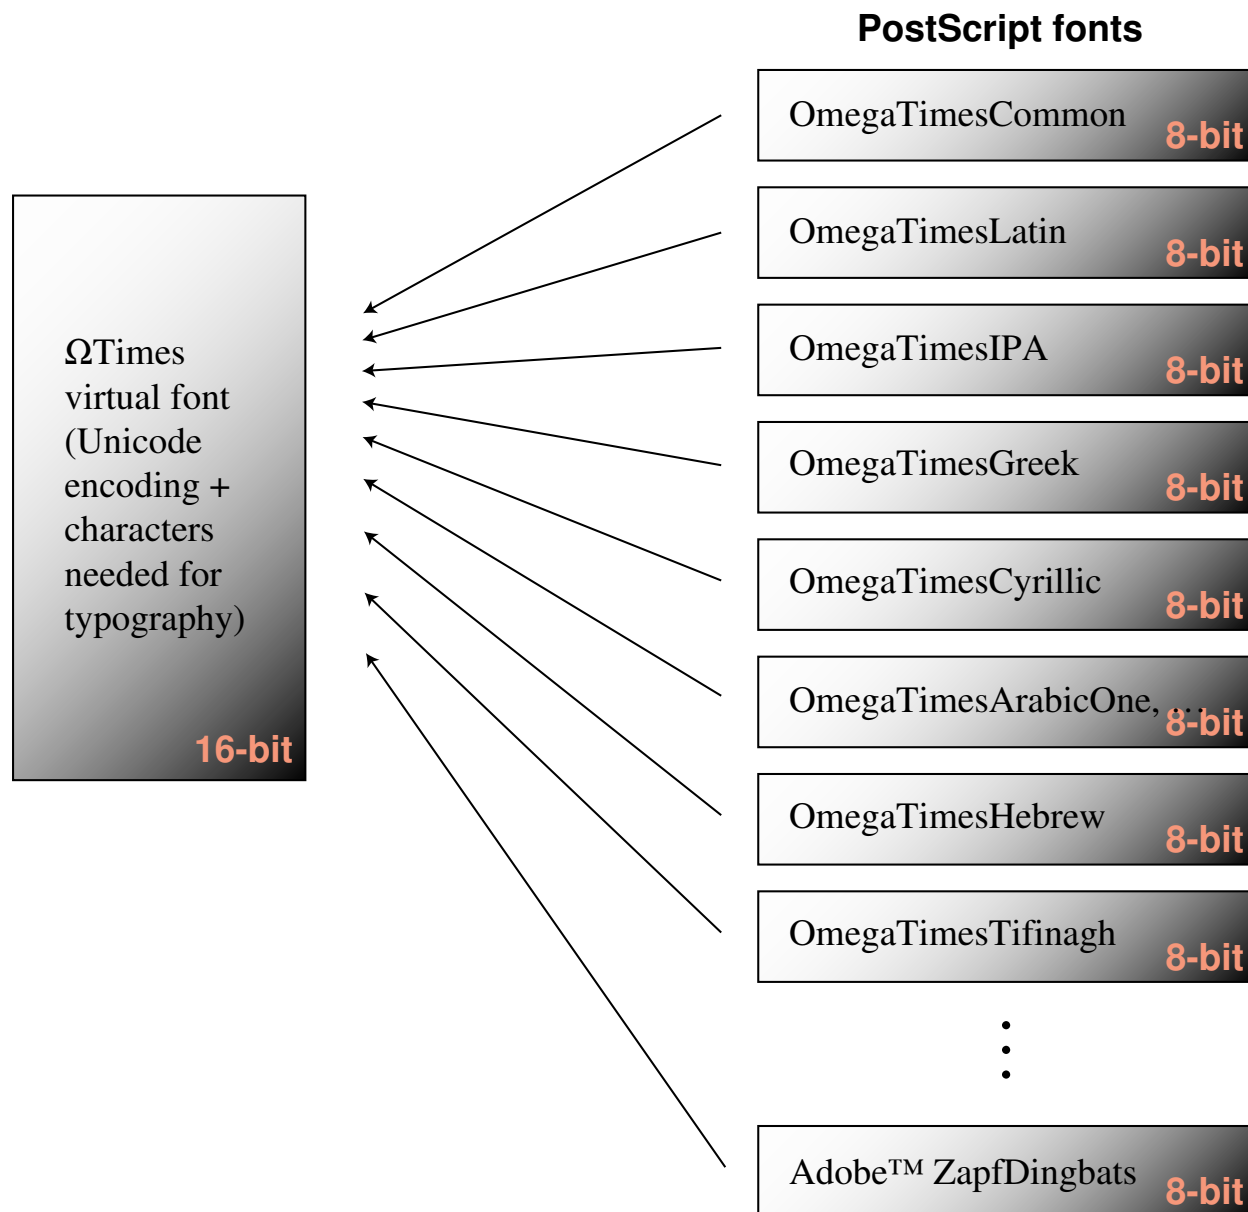 PostScript fonts
OmegaTimesCommon
8-bit
OmegaTimesLatin
8-bit
OmegaTimesIPA
8-bit
OmegaTimesGreek
8-bit
OmegaTimesCyrillic
8-bit
OmegaTimesArabicOne, …
8-bit
OmegaTimesHebrew
8-bit
OmegaTimesTifinagh
8-bit
Adobe™ ZapfDingbats
8-bit
ΩTimes
virtual font
(Unicode
encoding +
characters
needed for
typography)
16-bit